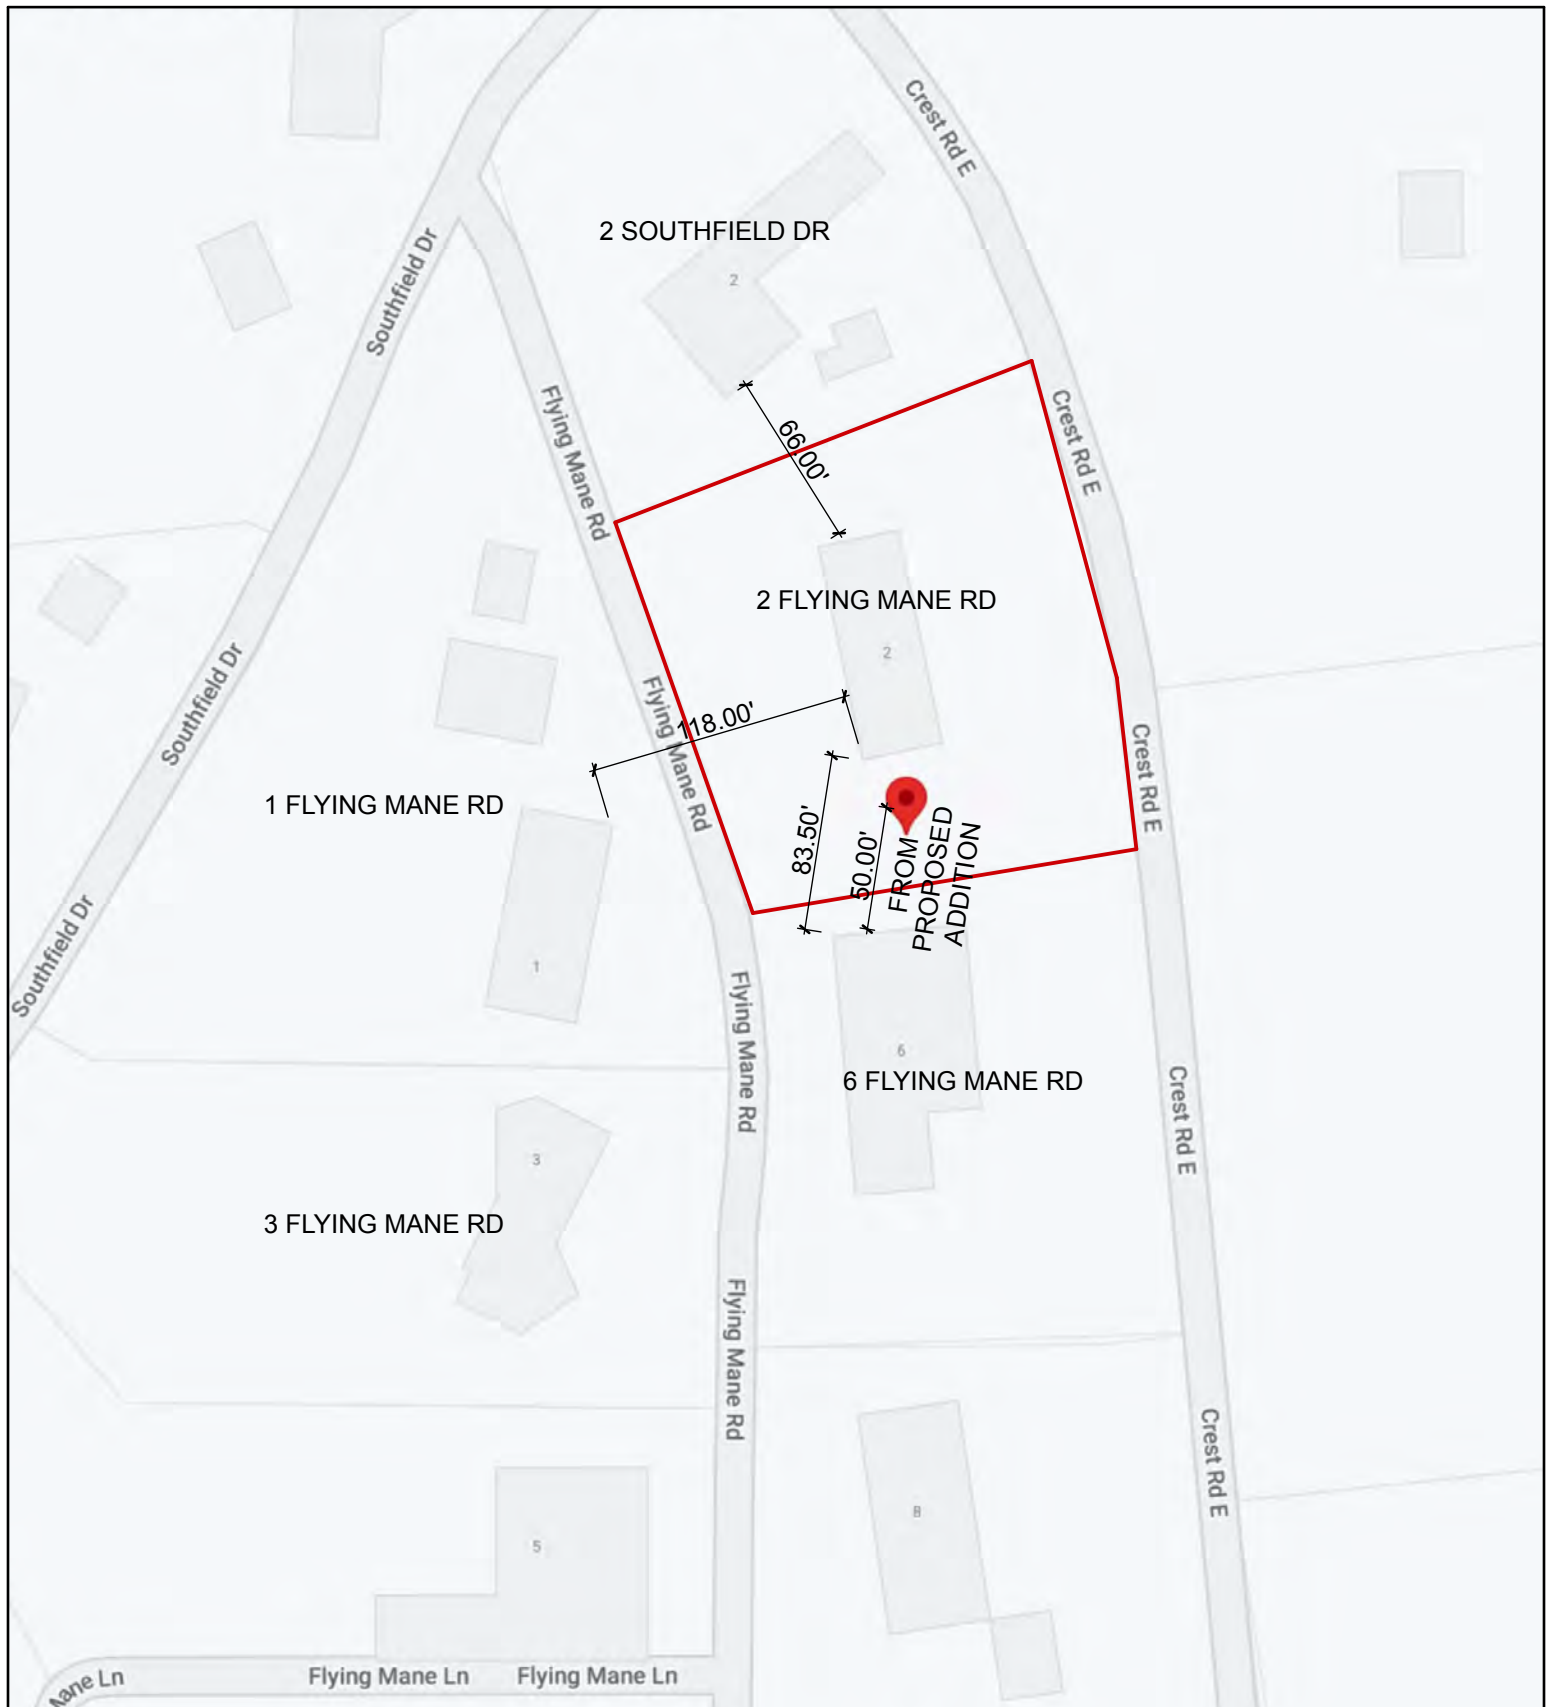 Crest Rd E
2 SOUTHFIELD DR
Southfield Dr
2
Flying Mane Rd
Crest Rd E
66.00'
2 FLYING MANE RD
2
Southfield Dr
Flying Mane Rd
118.00'
Crest Rd E
1 FLYING MANE RD
83.50'
50.00'
FROM
PROPOSED
ADDITION
Southfield Dr
1
Flying Mane Rd
6
6 FLYING MANE RD
Crest Rd E
3
3 FLYING MANE RD
Flying Mane Rd
Crest Rd E
8
5
Mane Ln
Flying Mane Ln
Flying Mane Ln